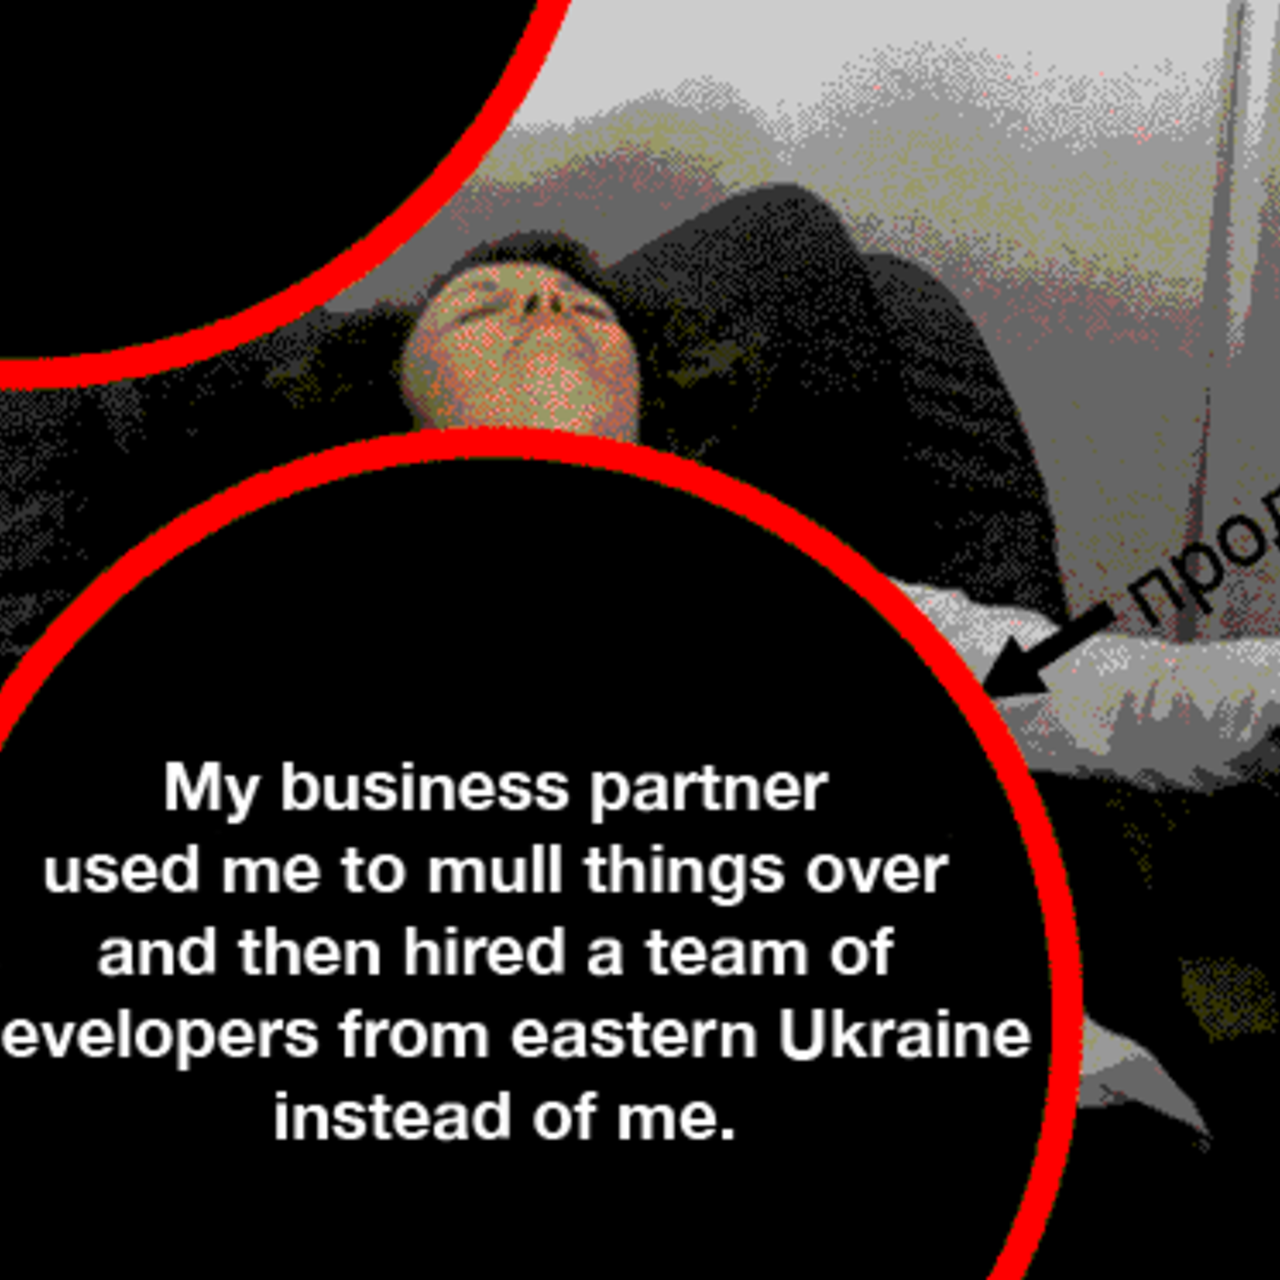 My business partner
used me to mull things over
and then hired a team of
evelopers from eastern Ukraine
instead of me.